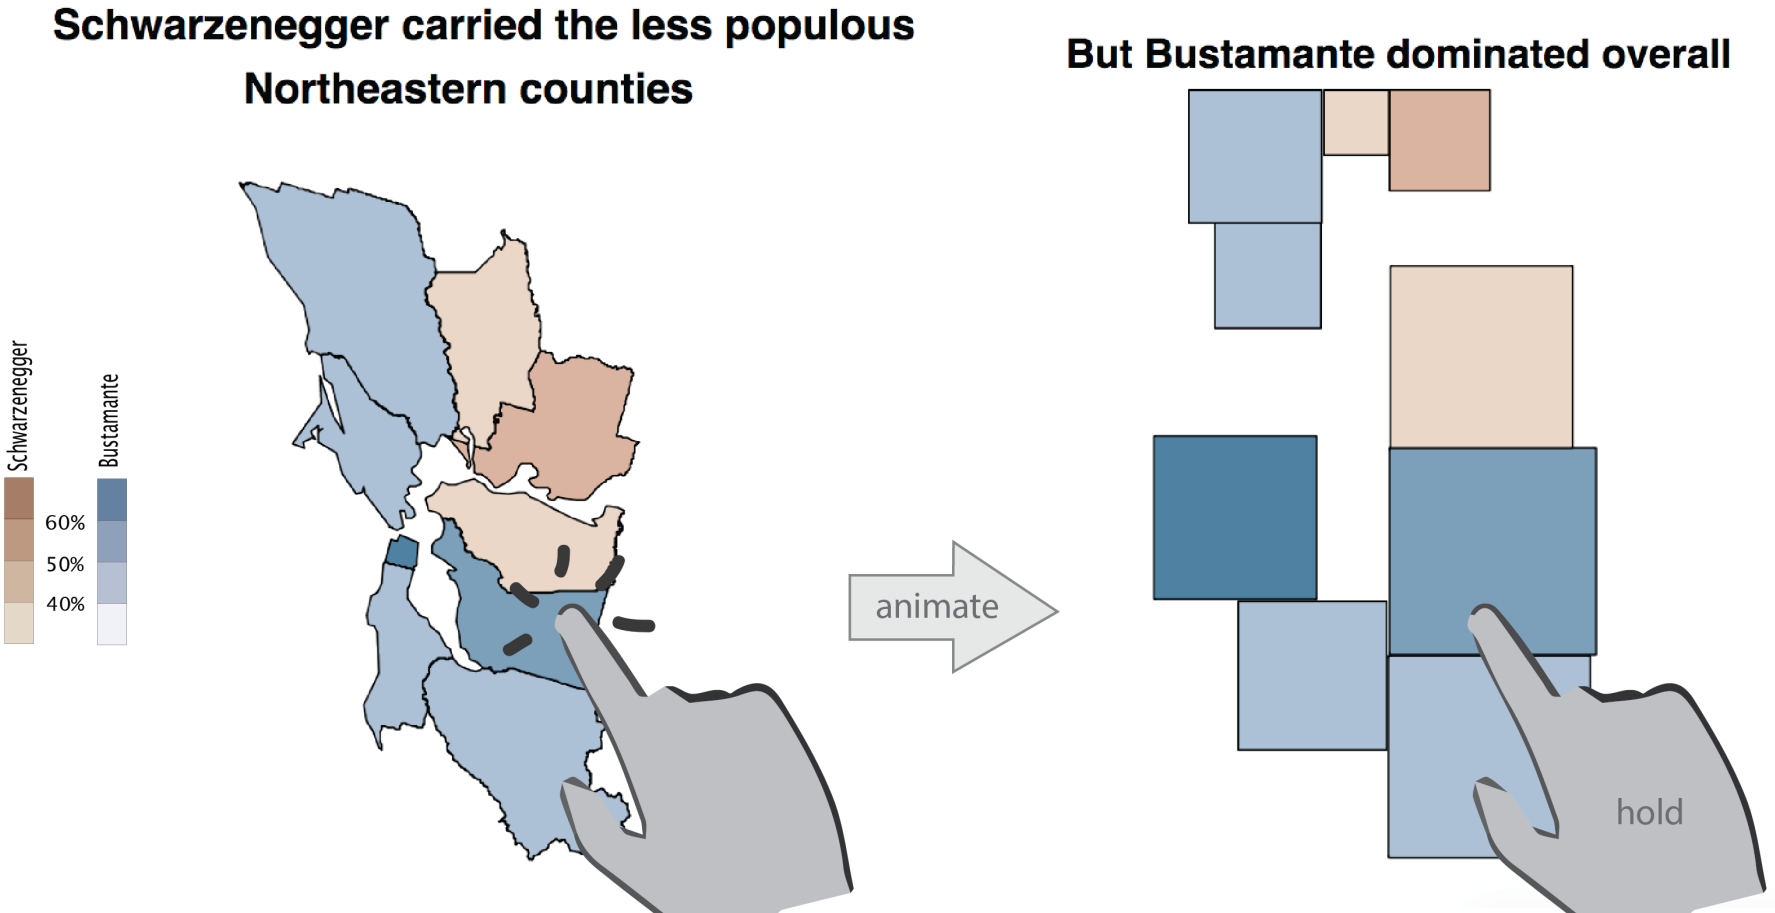 Schwarzenegger carried the less populous
Northeastern counties
But Bustamante dominated overall
Schwarzenegger
Bustamante
60%
50%
40%
animate
hold